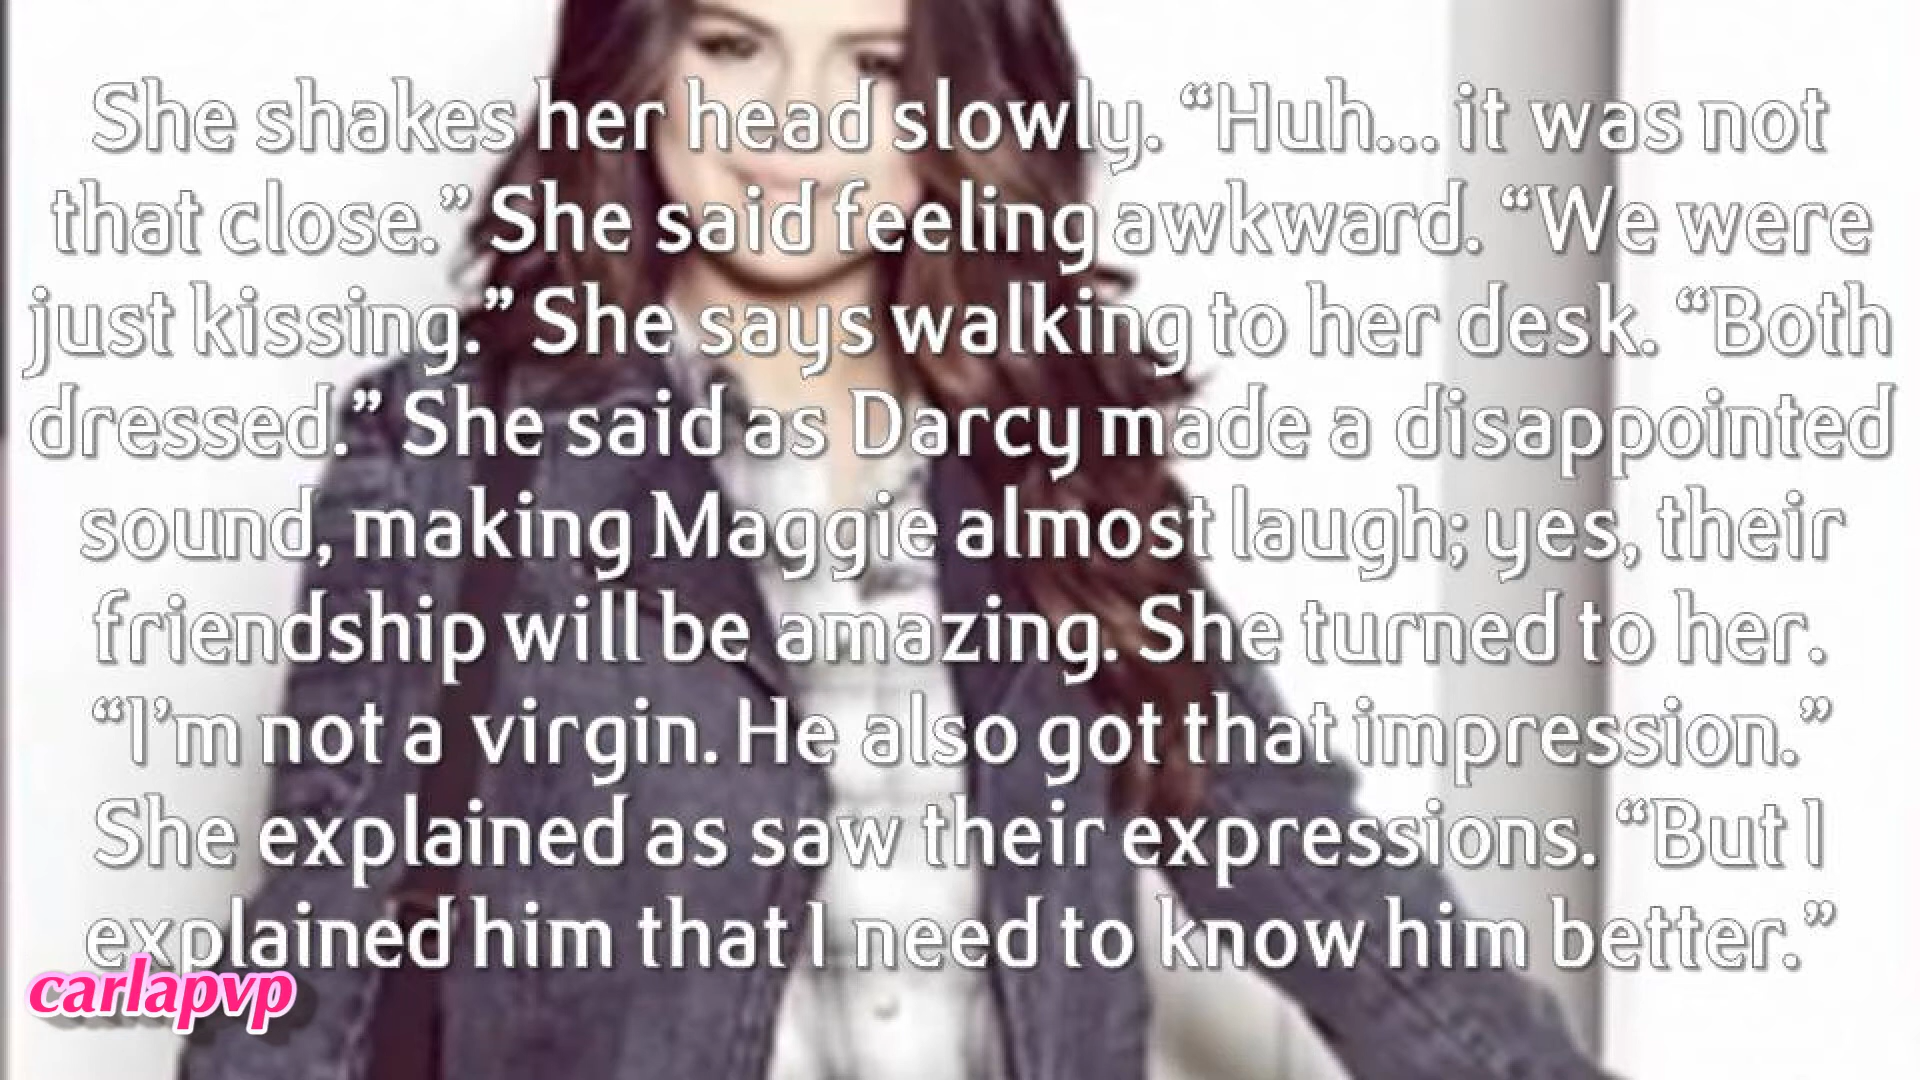 She shakes her head slowly. “Huh... it was not
that close.” She said feeling awkward. “We were
just kissing.” She says walking to her desk. “Both
dressed.” She said as Darcy made a disappointed
sound, making Maggie almost laugh; yes, their
friendship will be amazing. She turned to her.
“I’m not a virgin. He also got that impression.”
She explained as saw their expressions. “But I
explained him that I need to know him better.”
carlapvp